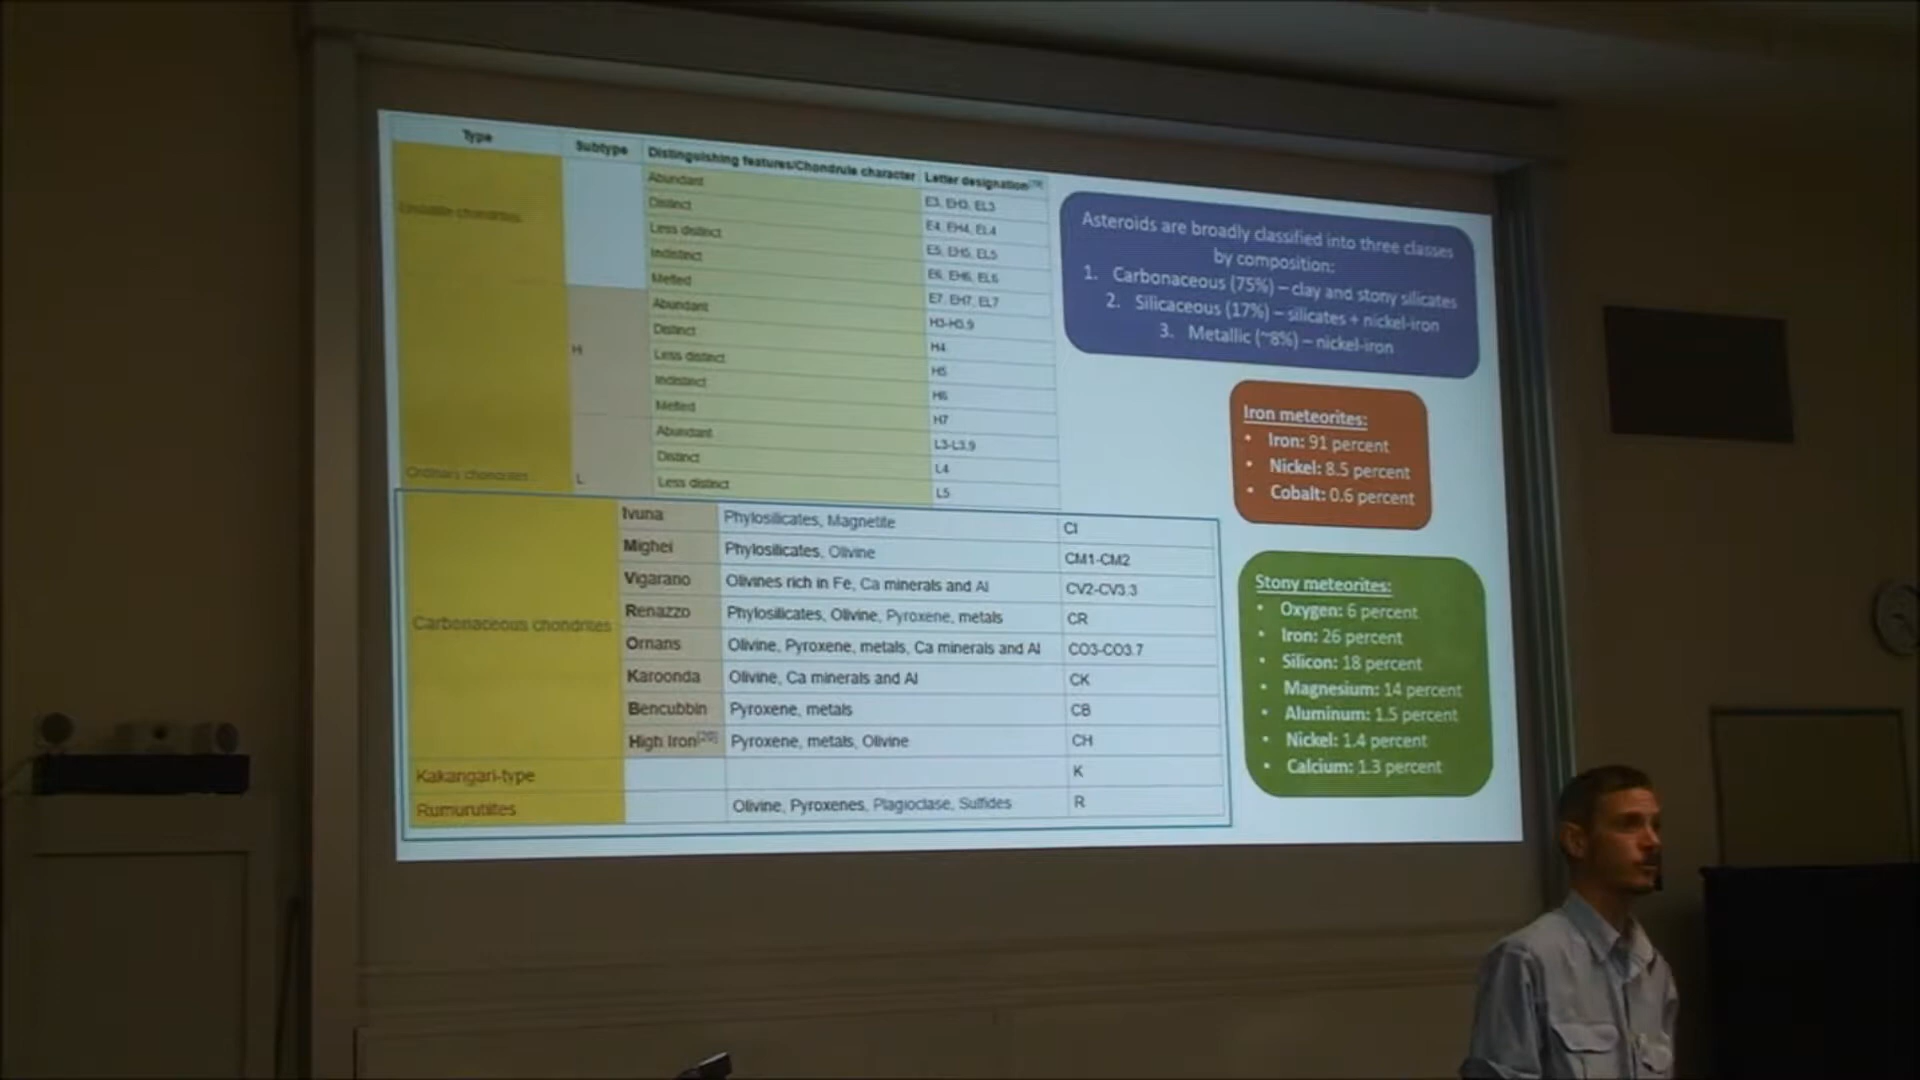 Type Subtype Distinguishing features/Chondrule character Letter designation
Enstatite chondrites
Abundant E3, EH3, EL3
Distinct E4, EH4, EL4
Less distinct E5, EH5, EL5
Indistinct E6, EH6, EL6
Melted E7, EH7, EL7
Ordinary chondrites
H
Abundant H3-H3.9
Distinct H4
Less distinct H5
Indistinct H6
Melted H7
L
Abundant L3-L3.9
Distinct L4
Less distinct L5
Carbonaceous chondrites
Ivuna Phylosilicates, Magnetite CI
Mighei Phylosilicates, Olivine CM1-CM2
Vigarano Olivines rich in Fe, Ca minerals and Al CV2-CV3.3
Renazzo Phylosilicates, Olivine, Pyroxene, metals CR
Ornans Olivine, Pyroxene, metals, Ca minerals and Al CO3-CO3.7
Karoonda Olivine, Ca minerals and Al CK
Bencubbin Pyroxene, metals CB
High Iron[20] Pyroxene, metals, Olivine CH
Kakangari-type K
Rumurutiites Olivine, Pyroxenes, Plagioclase, Sulfides R
Asteroids are broadly classified into three classes
by composition:
1. Carbonaceous (75%) – clay and stony silicates
2. Silicaceous (17%) – silicates + nickel-iron
3. Metallic (~8%) – nickel-iron
Iron meteorites:
• Iron: 91 percent
• Nickel: 8.5 percent
• Cobalt: 0.6 percent
Stony meteorites:
• Oxygen: 6 percent
• Iron: 26 percent
• Silicon: 18 percent
• Magnesium: 14 percent
• Aluminum: 1.5 percent
• Nickel: 1.4 percent
• Calcium: 1.3 percent